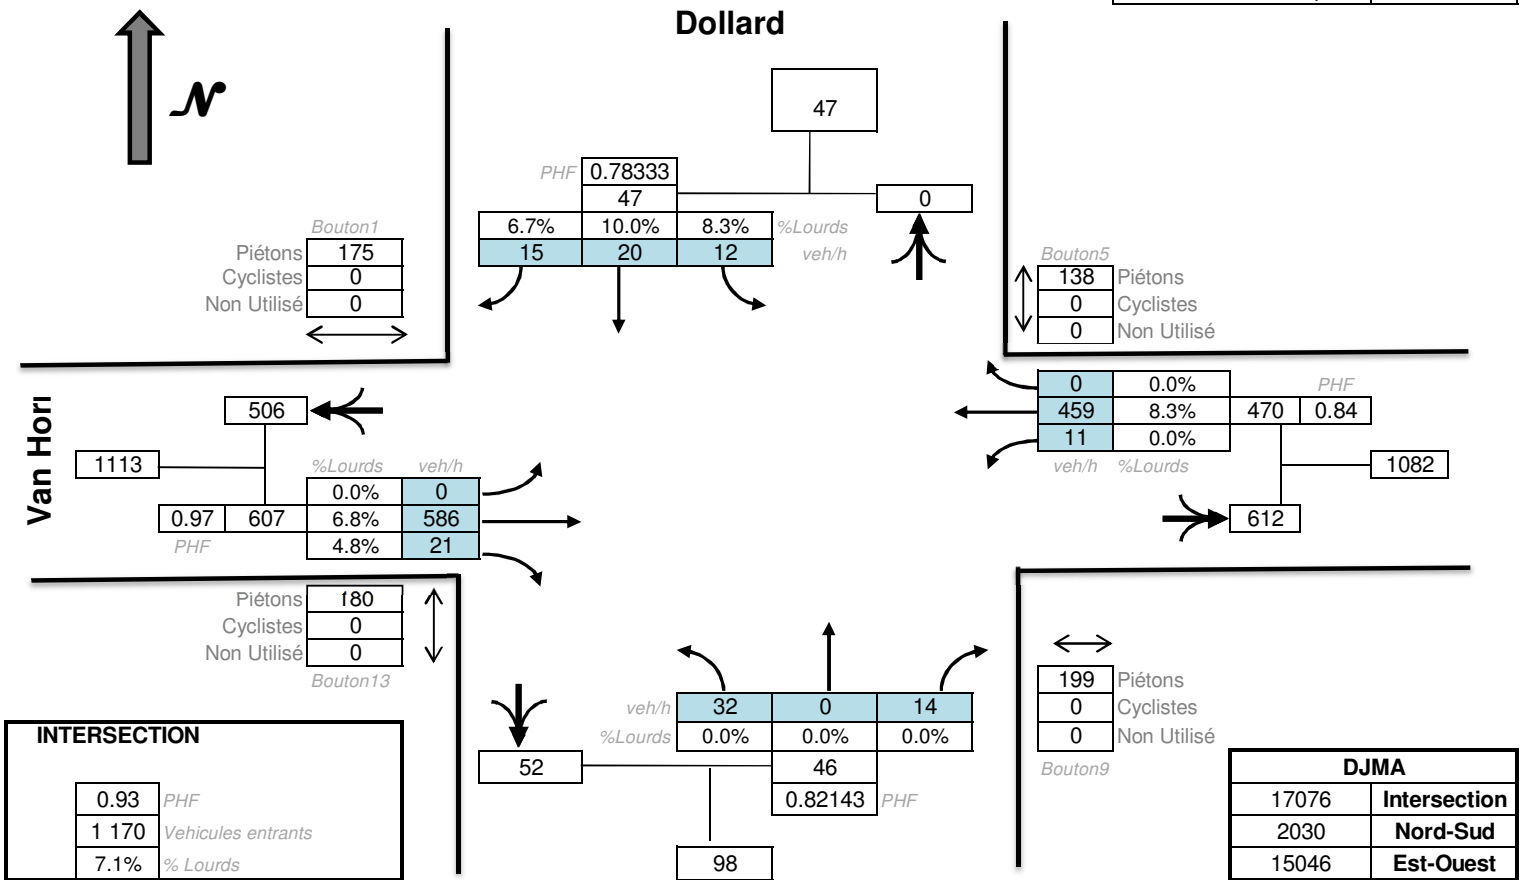 Dollard
N
47
PHF 0.78333
47
0
6.7% 10.0% 8.3% %Lourds
15 20 12 veh/h
Bouton1
Piétons 175
Cyclistes 0
Non Utilisé 0
Bouton5
138 Piétons
0 Cyclistes
0 Non Utilisé
Van Hori
506
1113
%Lourds veh/h
0.0% 0
0.97 607 6.8% 586
PHF 4.8% 21
0 0.0% PHF
459 8.3% 470 0.84
11 0.0%
veh/h %Lourds
1082
612
Piétons 180
Cyclistes 0
Non Utilisé 0
Bouton13
veh/h 32 0 14
%Lourds 0.0% 0.0% 0.0%
52 46
0.82143 PHF
98
199 Piétons
0 Cyclistes
0 Non Utilisé
Bouton9
INTERSECTION
0.93 PHF
1 170 Vehicules entrants
7.1% % Lourds
DJMA
17076 Intersection
2030 Nord-Sud
15046 Est-Ouest